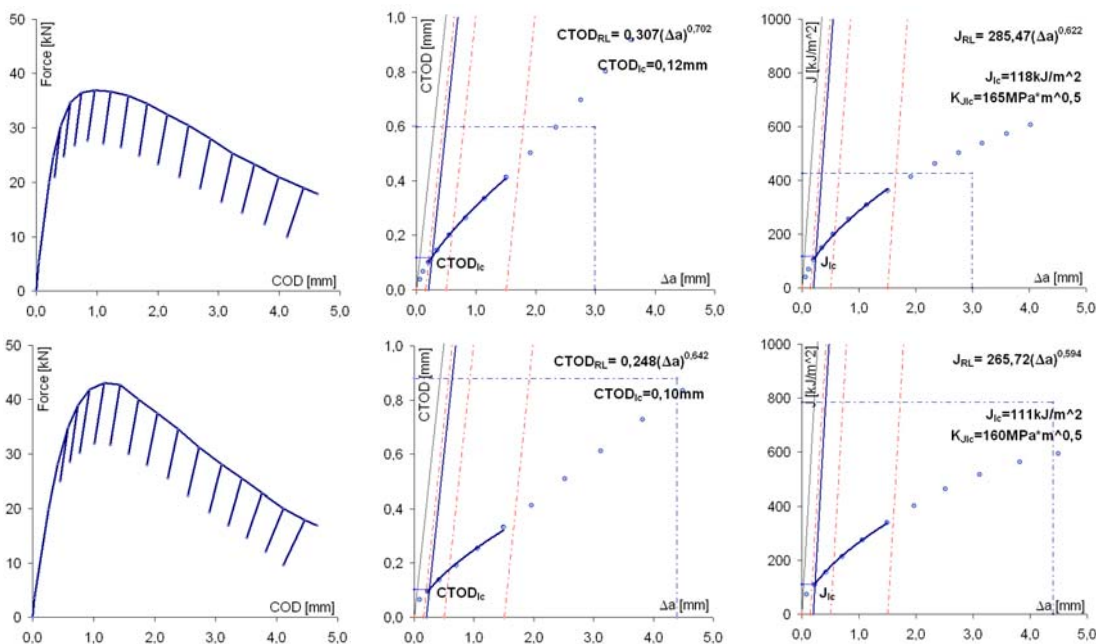 50
40
30
20
10
0
Force [kN]
COD [mm]
0,0 1,0 2,0 3,0 4,0 5,0
1,0
0,8
0,6
0,4
0,2
0,0
CTOD [mm]
CTOD_RL= 0,307(Δa)^0,702
CTOD_Ic=0,12mm
CTOD_Ic
Δa [mm]
0,0 1,0 2,0 3,0 4,0 5,0
1000
800
600
400
200
0
J [kJ/m^2]
J_RL= 285,47(Δa)^0,622
J_Ic=118kJ/m^2
K_JIc=165MPa*m^0,5
J_Ic
Δa [mm]
0,0 1,0 2,0 3,0 4,0 5,0
50
40
30
20
10
0
Force [kN]
COD [mm]
0,0 1,0 2,0 3,0 4,0 5,0
1,0
0,8
0,6
0,4
0,2
0,0
CTOD [mm]
CTOD_RL= 0,248(Δa)^0,642
CTOD_Ic=0,10mm
CTOD_Ic
Δa [mm]
0,0 1,0 2,0 3,0 4,0 5,0
1000
800
600
400
200
0
J [kJ/m^2]
J_RL= 265,72(Δa)^0,594
J_Ic=111kJ/m^2
K_JIc=160MPa*m^0,5
J_Ic
Δa [mm]
0,0 1,0 2,0 3,0 4,0 5,0